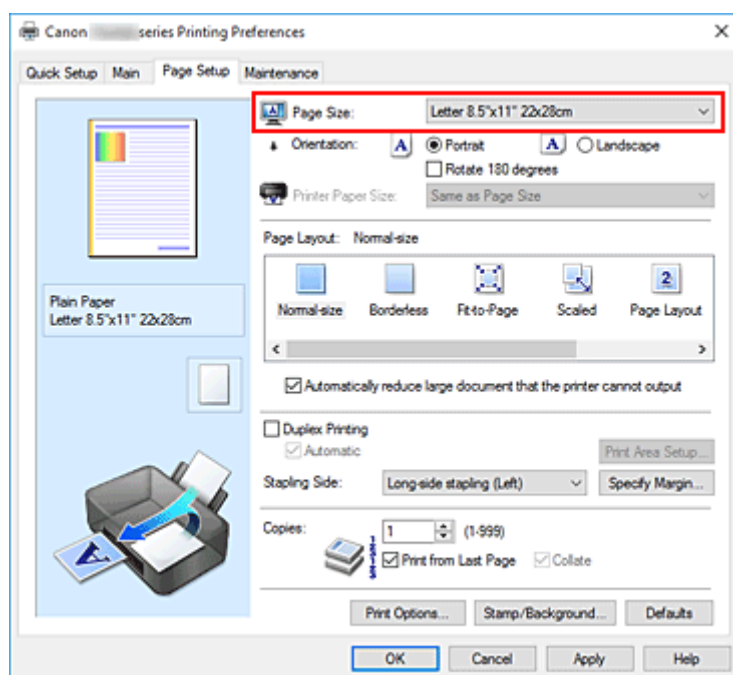 Canon series Printing Preferences
Quick Setup Main Page Setup Maintenance
Page Size: Letter 8.5"x11" 22x28cm
Orientation: A Portrait A Landscape
Rotate 180 degrees
Printer Paper Size: Same as Page Size
Page Layout: Normal-size
2
Normal-size Borderless Fit-to-Page Scaled Page Layout
Automatically reduce large document that the printer cannot output
Plain Paper
Letter 8.5"x11" 22x28cm
Duplex Printing
Automatic Print Area Setup...
Stapling Side: Long-side stapling (Left) Specify Margin...
Copies: 1 (1-999)
Print from Last Page Collate
A
Print Options... Stamp/Background... Defaults
OK Cancel Apply Help